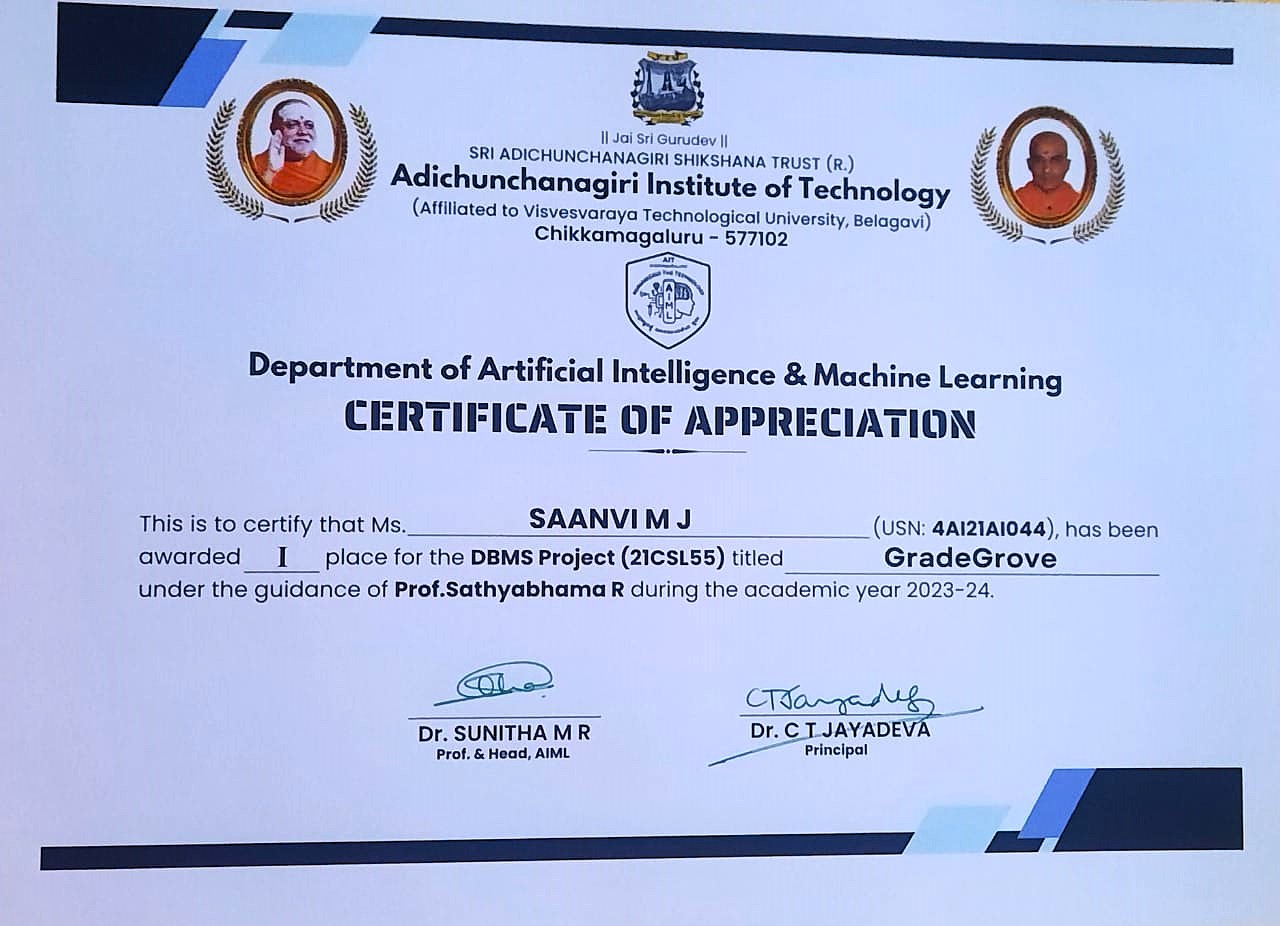 || Jai Sri Gurudev ||
SRI ADICHUNCHANAGIRI SHIKSHANA TRUST (R.)
Adichunchanagiri Institute of Technology
(Affiliated to Visvesvaraya Technological University, Belagavi)
Chikkamagaluru - 577102
AIT
AIML
Department of Artificial Intelligence & Machine Learning
CERTIFICATE OF APPRECIATION
This is to certify that Ms. SAANVI M J (USN: 4AI21AI044), has been
awarded I place for the DBMS Project (21CSL55) titled GradeGrove
under the guidance of Prof.Sathyabhama R during the academic year 2023-24.
CTJayadev
Dr. SUNITHA M R Dr. C T JAYADEVA
Prof. & Head, AIML Principal